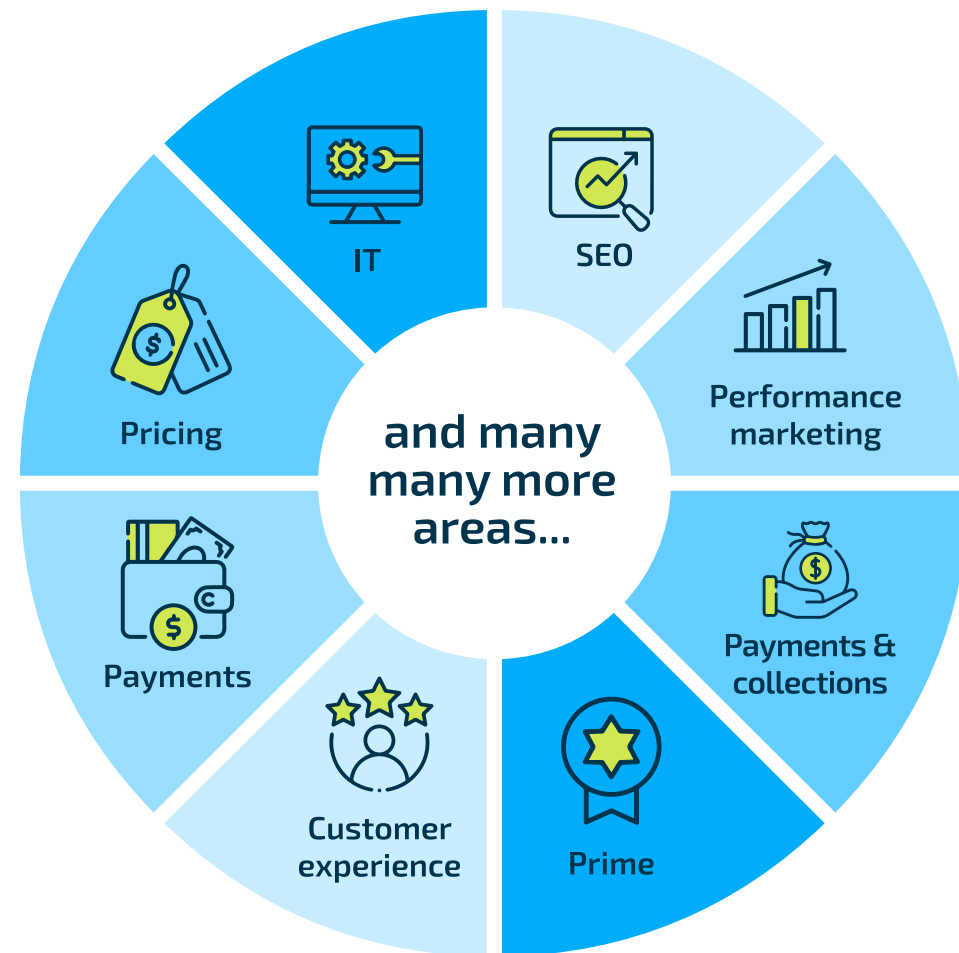 IT
SEO
Pricing
Performance
marketing
and many
many more
areas...
Payments
Payments &
collections
Customer
experience
Prime